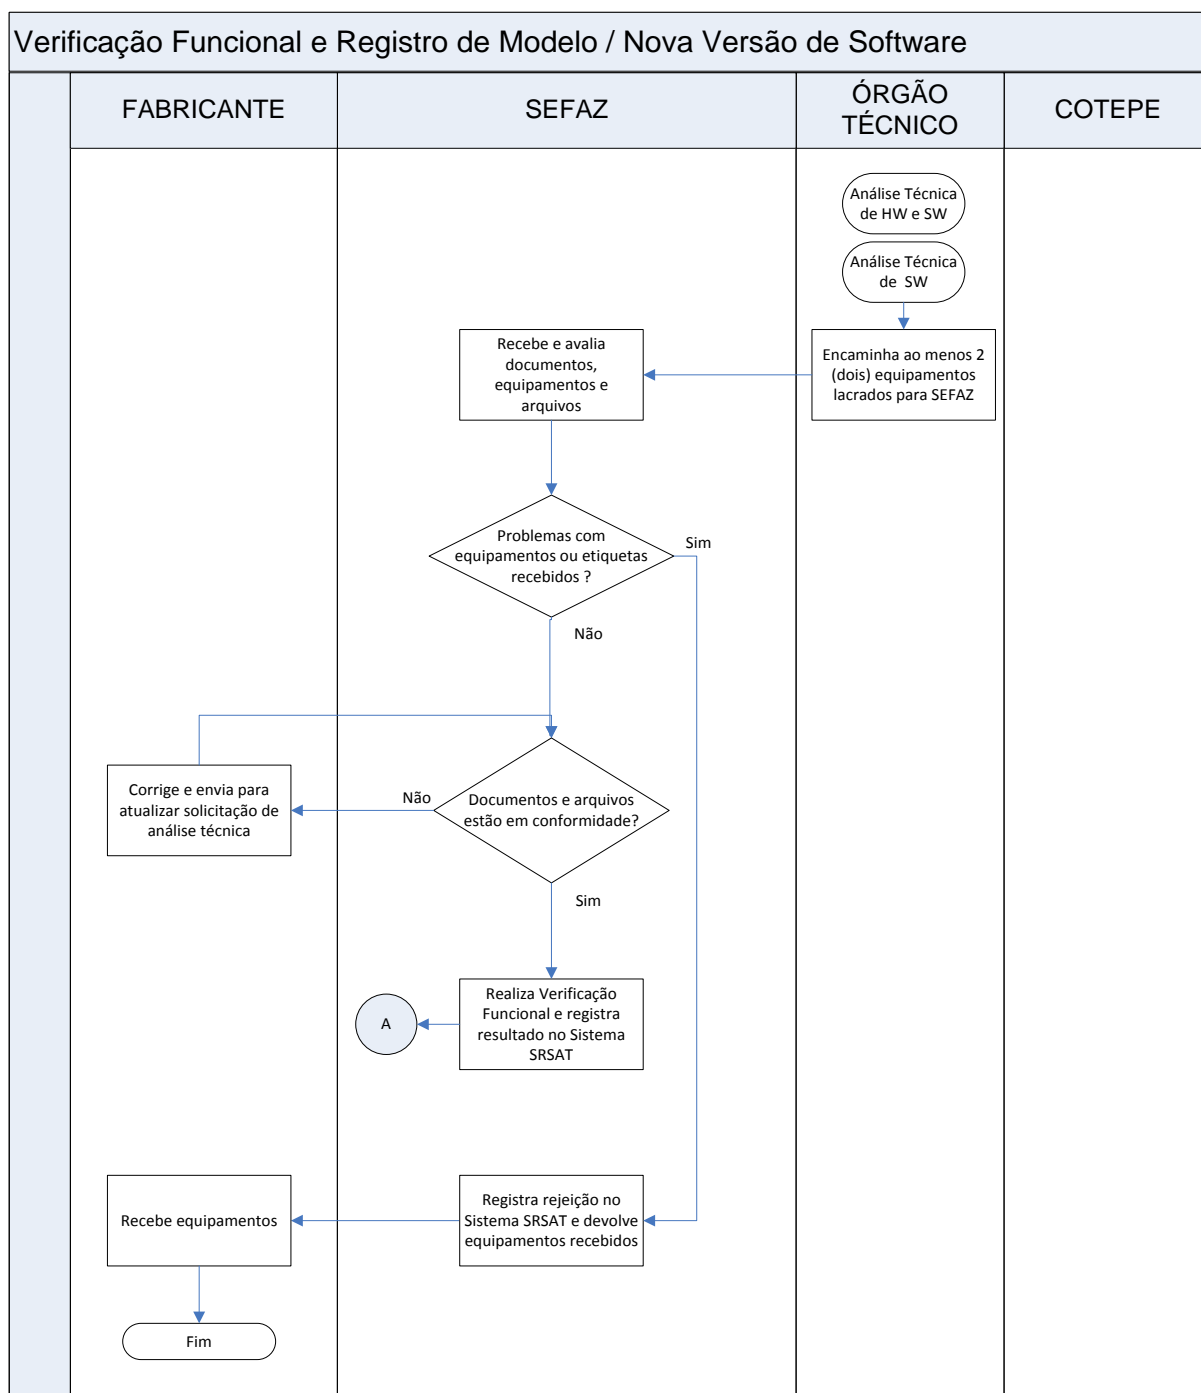 Verificação Funcional e Registro de Modelo / Nova Versão de Software
FABRICANTE
SEFAZ
ÓRGÃO
TÉCNICO
COTEPE
Análise Técnica
de HW e SW
Análise Técnica
de SW
Encaminha ao menos 2
(dois) equipamentos
lacrados para SEFAZ
Recebe e avalia
documentos,
equipamentos e
arquivos
Problemas com
equipamentos ou etiquetas
recebidos ?
Sim
Não
Documentos e arquivos
estão em conformidade?
Não
Corrige e envia para
atualizar solicitação de
análise técnica
Sim
Realiza Verificação
Funcional e registra
resultado no Sistema
SRSAT
A
Registra rejeição no
Sistema SRSAT e devolve
equipamentos recebidos
Recebe equipamentos
Fim